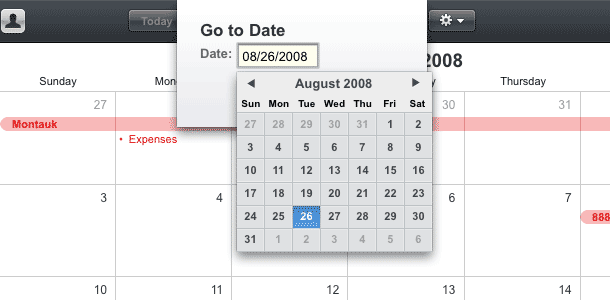 Today
Go to Date
Date: 08/26/2008
2008
August 2008
Sun Mon Tue Wed Thu Fri Sat
27 28 29 30 31 1 2
3 4 5 6 7 8 9
10 11 12 13 14 15 16
17 18 19 20 21 22 23
24 25 26 27 28 29 30
31 1 2 3 4 5 6
Sunday Mon Thursday
27 30 31
Montauk
• Expenses
3 4 5 6 7
888
10 11 12 13 14